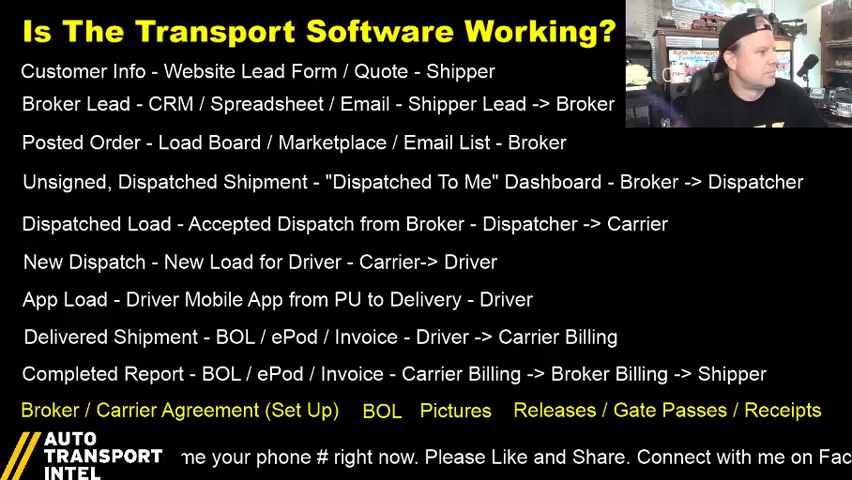 Is The Transport Software Working?
Customer Info - Website Lead Form / Quote - Shipper
Broker Lead - CRM / Spreadsheet / Email - Shipper Lead -> Broker
Posted Order - Load Board / Marketplace / Email List - Broker
Unsigned, Dispatched Shipment - "Dispatched To Me" Dashboard - Broker -> Dispatcher
Dispatched Load - Accepted Dispatch from Broker - Dispatcher -> Carrier
New Dispatch - New Load for Driver - Carrier-> Driver
App Load - Driver Mobile App from PU to Delivery - Driver
Delivered Shipment - BOL / ePod / Invoice - Driver -> Carrier Billing
Completed Report - BOL / ePod / Invoice - Carrier Billing -> Broker Billing -> Shipper
Broker / Carrier Agreement (Set Up) BOL Pictures Releases / Gate Passes / Receipts
AUTO
TRANSPORT
INTEL
me your phone # right now. Please Like and Share. Connect with me on Fac